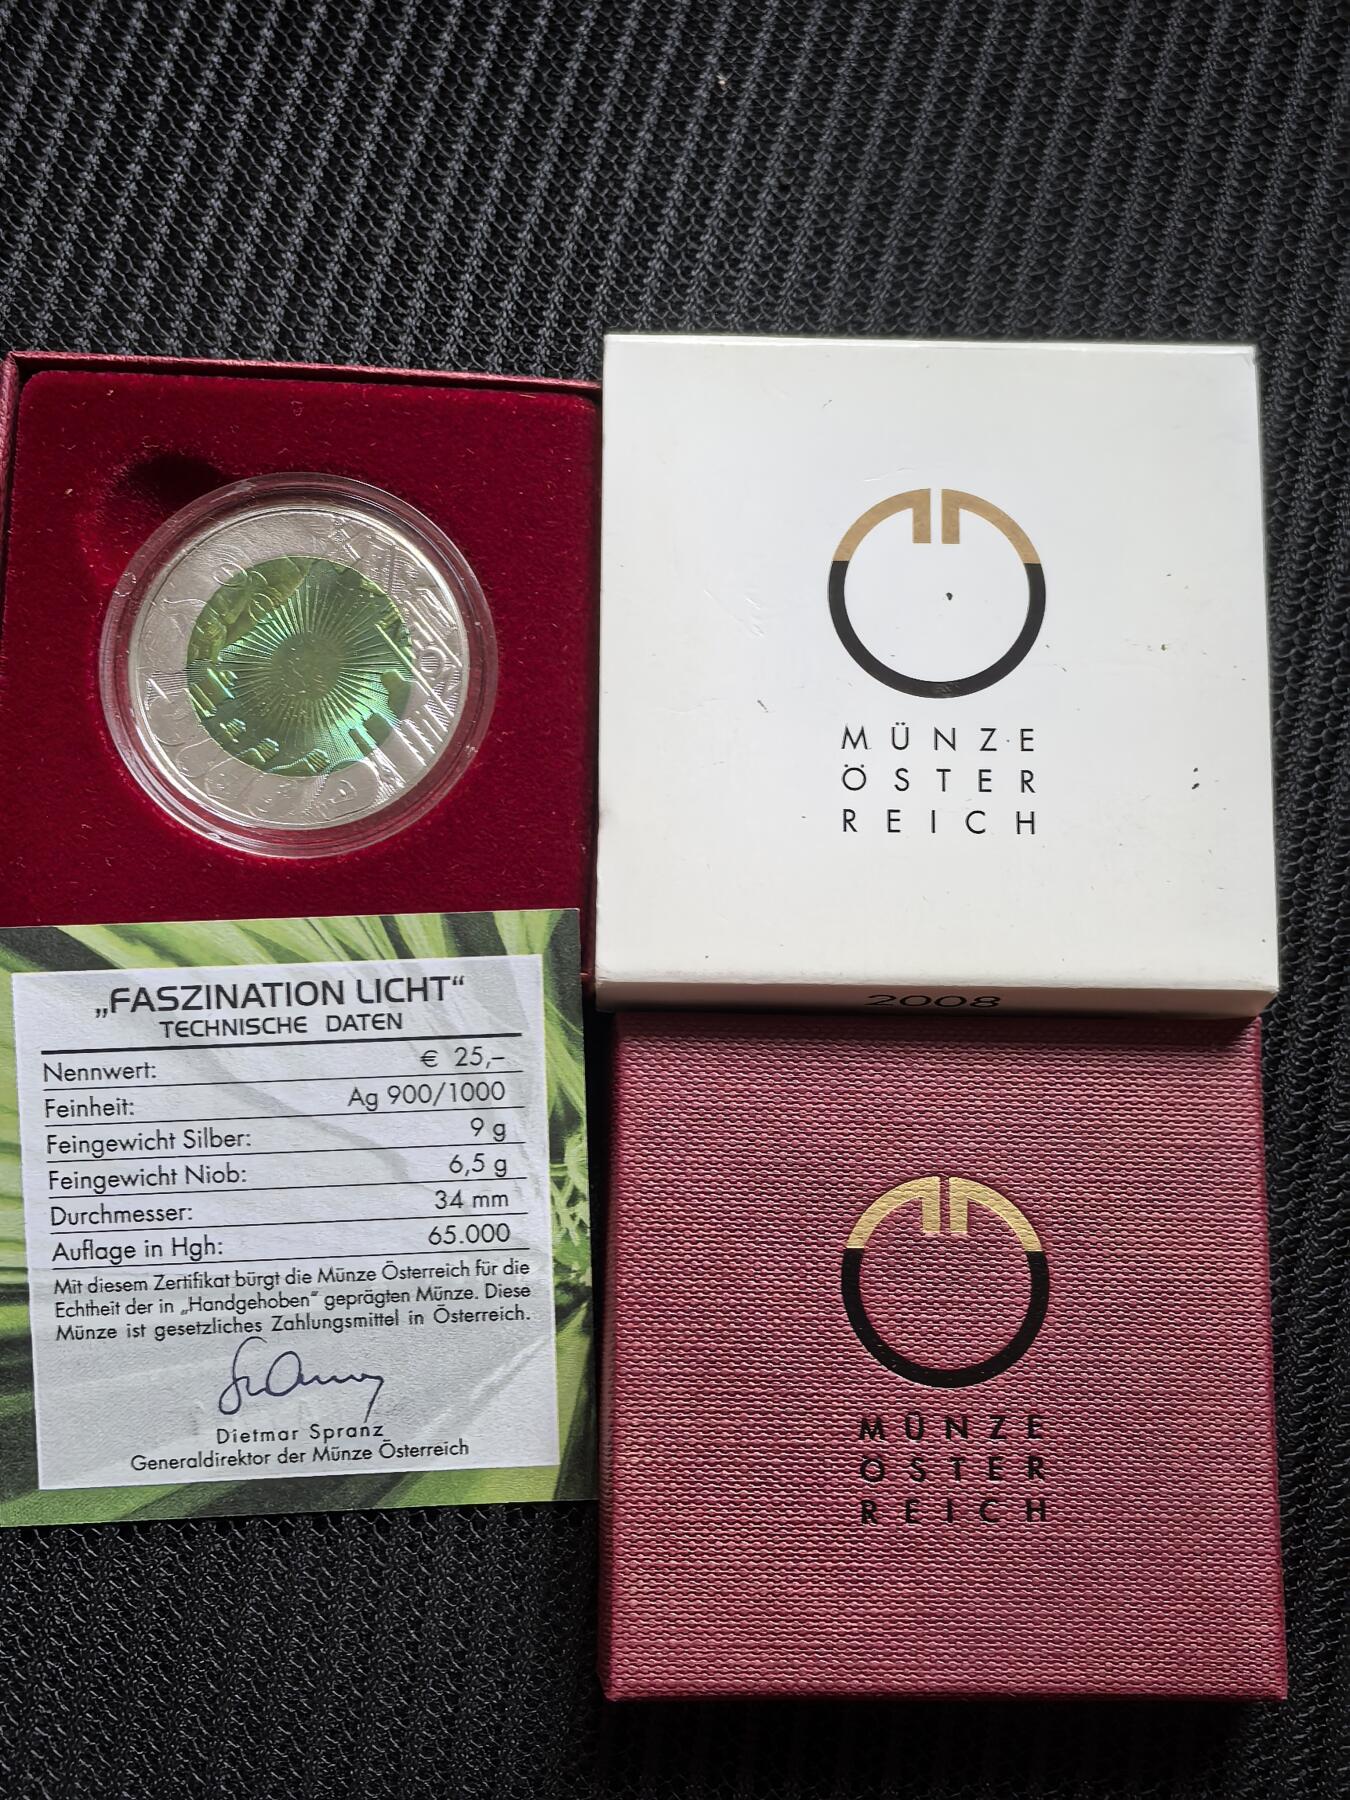 MÜNZE
ÖSTER
REICH
2008
„FASZINATION LICHT“
TECHNISCHE DATEN
Nennwert: € 25,–
Feinheit: Ag 900/1000
Feingewicht Silber: 9 g
Feingewicht Niob: 6,5 g
Durchmesser: 34 mm
Auflage in Hgh: 65.000
Mit diesem Zertifikat bürgt die Münze Österreich für die
Echtheit der in „Handgehoben“ geprägten Münze. Diese
Münze ist gesetzliches Zahlungsmittel in Österreich.
Dietmar Spranz
Generaldirektor der Münze Österreich
MÜNZE
ÖSTER
REICH